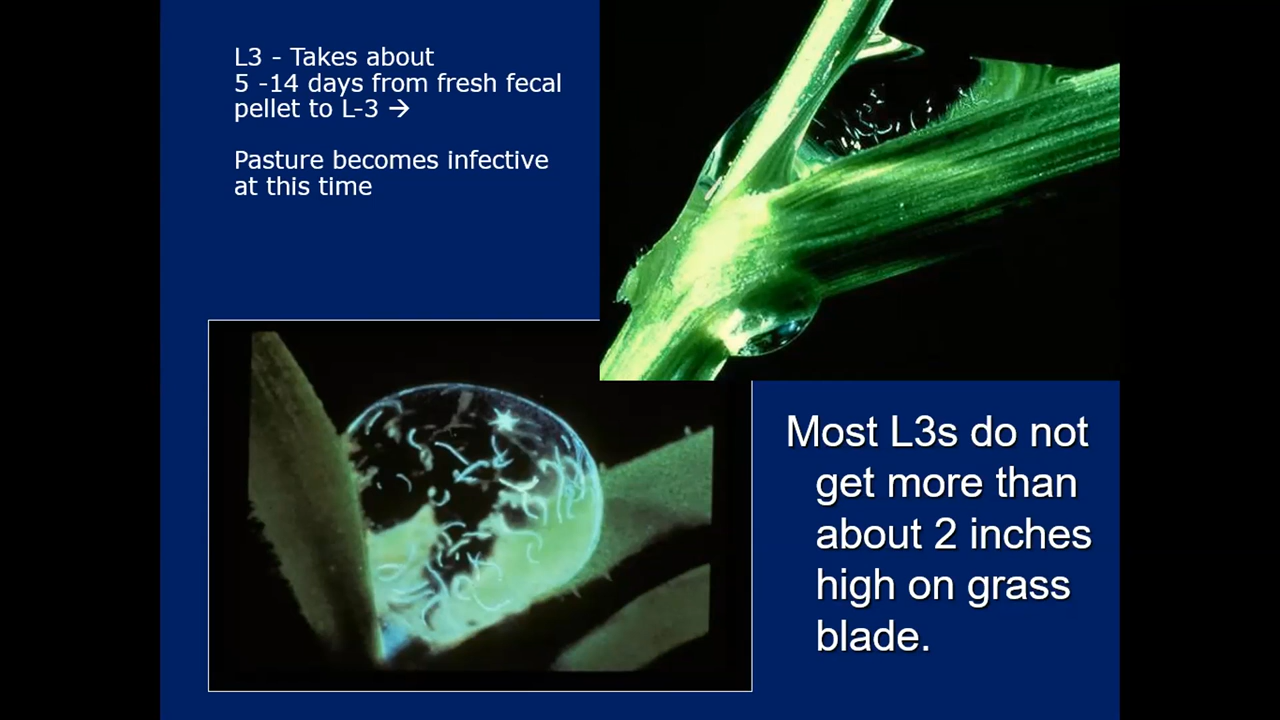 L3 - Takes about
5 -14 days from fresh fecal
pellet to L-3 →
Pasture becomes infective
at this time
Most L3s do not
get more than
about 2 inches
high on grass
blade.